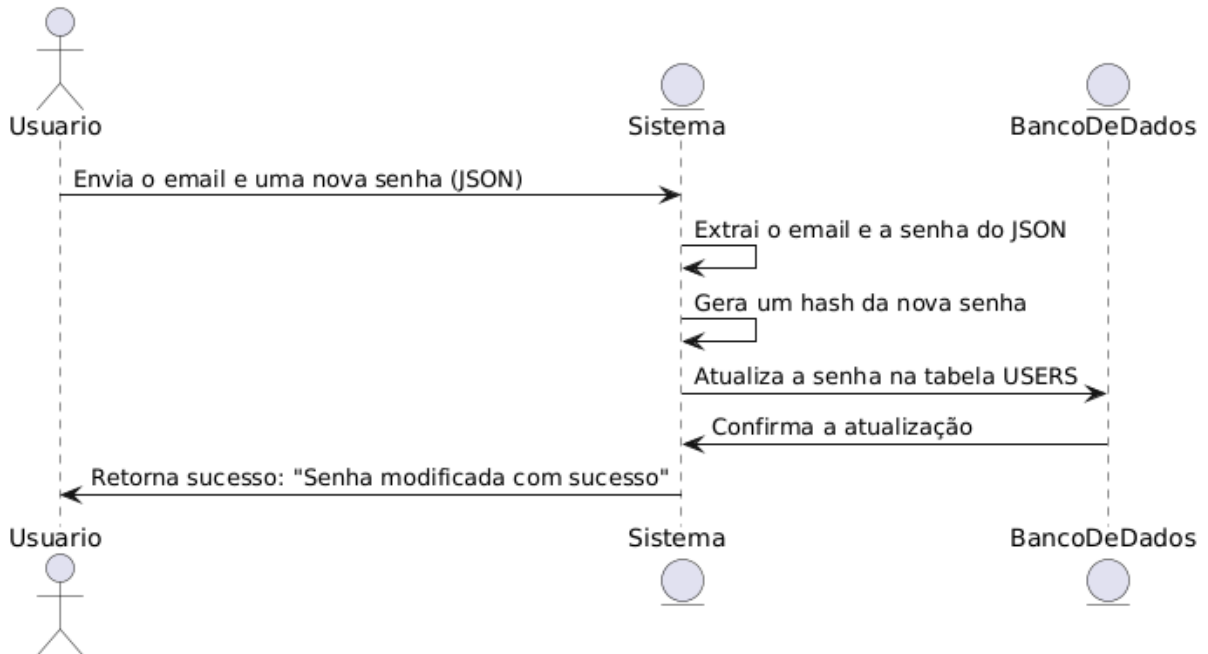 Usuario
Sistema
BancoDeDados
Envia o email e uma nova senha (JSON)
Extrai o email e a senha do JSON
Gera um hash da nova senha
Atualiza a senha na tabela USERS
Confirma a atualização
Retorna sucesso: "Senha modificada com sucesso"
Usuario
Sistema
BancoDeDados